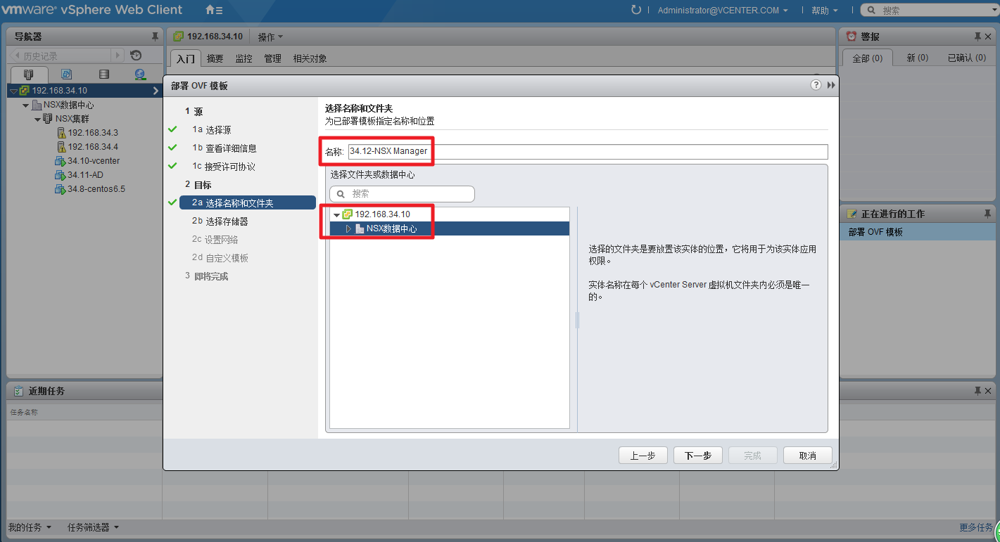 vmware® vSphere Web Client
Administrator@VCENTER.COM
帮助
搜索
导航器
历史记录
192.168.34.10
NSX数据中心
NSX集群
192.168.34.3
192.168.34.4
34.10-vcenter
34.11-AD
34.8-centos6.5
192.168.34.10
操作
入门
摘要
监控
管理
相关对象
部署 OVF 模板
1 源
1a 选择源
1b 查看详细信息
1c 接受许可协议
2 目标
2a 选择名称和文件夹
2b 选择存储器
2c 设置网络
2d 自定义模板
3 即将完成
选择名称和文件夹
为已部署模板指定名称和位置
名称: 34.12-NSX Manager
选择文件夹或数据中心
搜索
192.168.34.10
NSX数据中心
选择的文件夹是要放置该实体的位置，它将用于为该实体应用
权限。
实体名称在每个 vCenter Server 虚拟机文件夹内必须是唯一
的。
上一步
下一步
完成
取消
警报
全部 (0)
新 (0)
已确认 (0)
正在进行的工作
部署 OVF 模板
近期任务
任务名称
我的任务
任务筛选器
更多任务